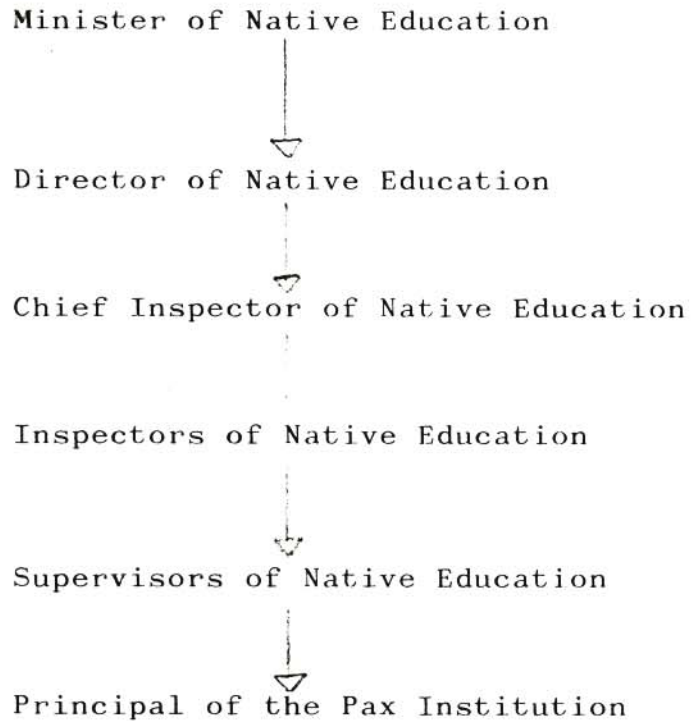 Minister of Native Education
Director of Native Education
Chief Inspector of Native Education
Inspectors of Native Education
Supervisors of Native Education
Principal of the Pax Institution